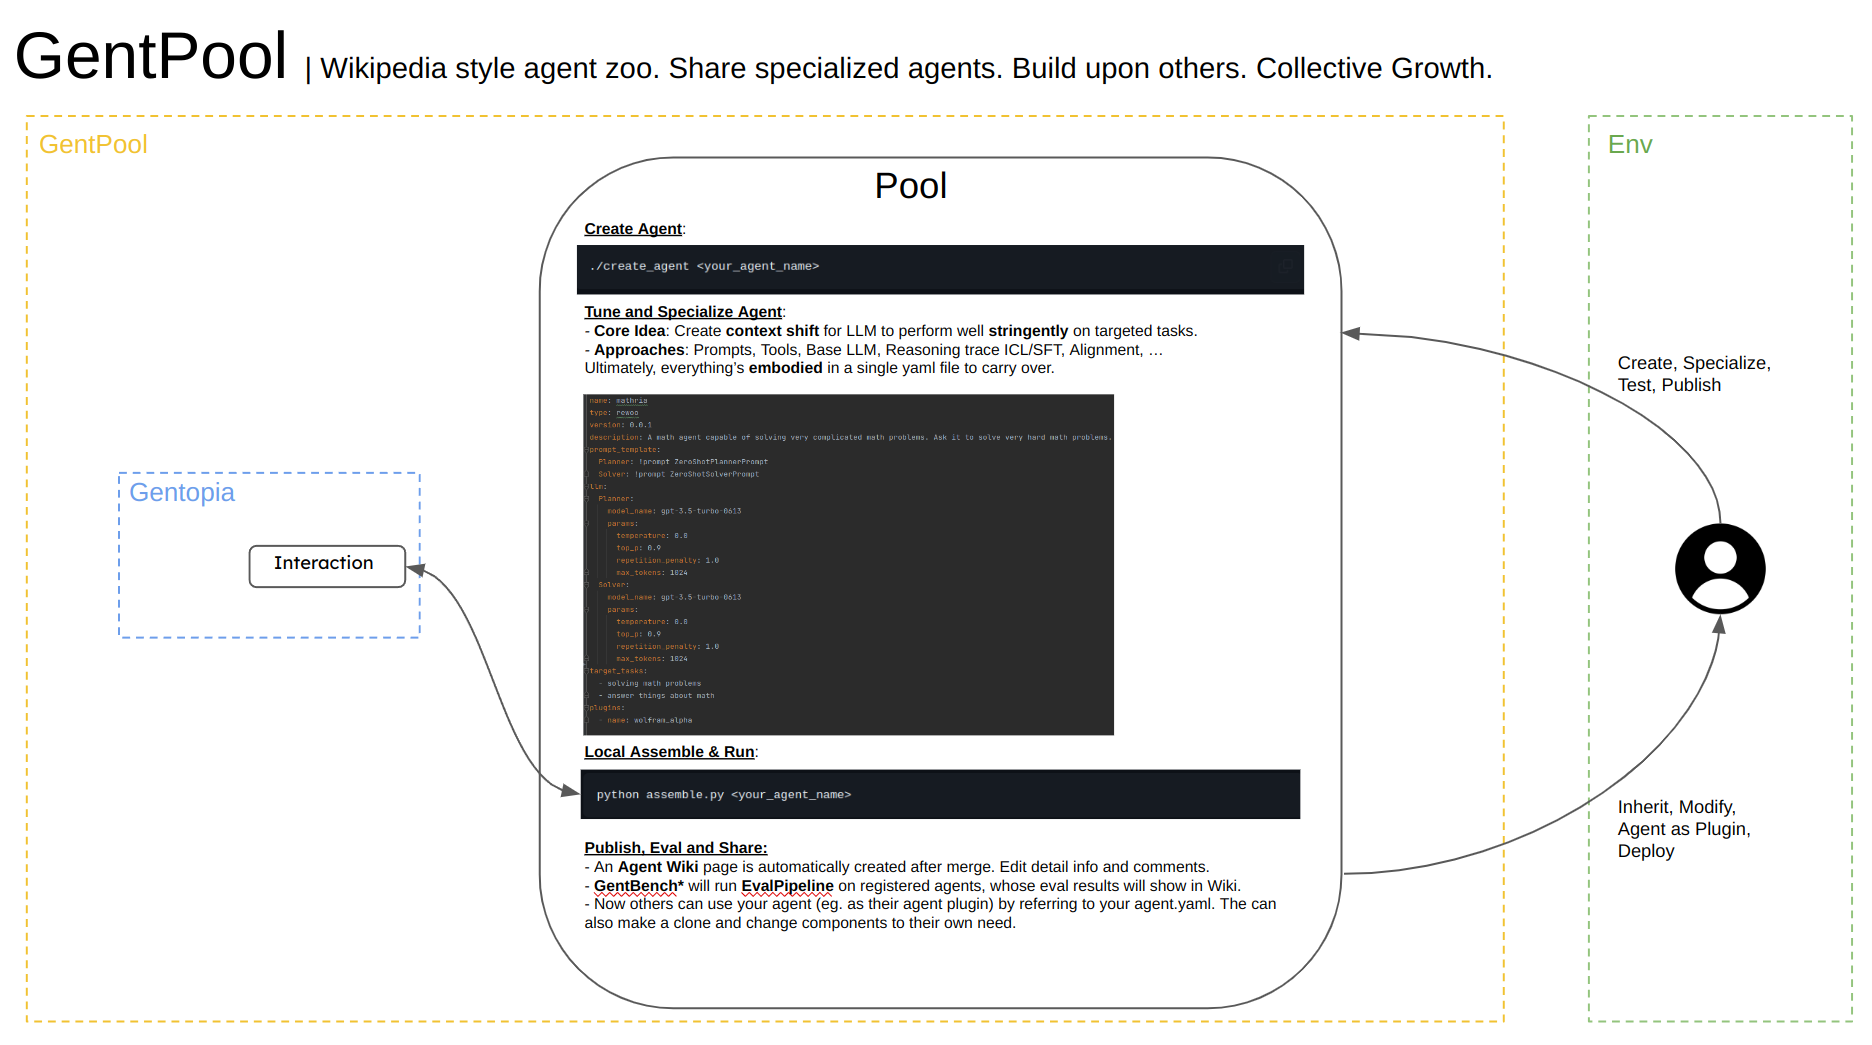 GentPool | Wikipedia style agent zoo. Share specialized agents. Build upon others. Collective Growth.
GentPool
Env
Pool
Create Agent:
./create_agent <your_agent_name>
Tune and Specialize Agent:
- Core Idea: Create context shift for LLM to perform well stringently on targeted tasks.
- Approaches: Prompts, Tools, Base LLM, Reasoning trace ICL/SFT, Alignment, …
Ultimately, everything’s embodied in a single yaml file to carry over.
name: mathria
type: rewoo
version: 0.0.1
description: A math agent capable of solving very complicated math problems. Ask it to solve very hard math problems.
prompt_template:
Planner: !prompt ZeroShotPlannerPrompt
Solver: !prompt ZeroShotSolverPrompt
llm:
Planner:
model_name: gpt-3.5-turbo-0613
params:
temperature: 0.0
top_p: 0.9
repetition_penalty: 1.0
max_tokens: 1024
Solver:
model_name: gpt-3.5-turbo-0613
params:
temperature: 0.0
top_p: 0.9
repetition_penalty: 1.0
max_tokens: 1024
target_tasks:
- solving math problems
- answer things about math
plugins:
- name: wolfram_alpha
Local Assemble & Run:
python assemble.py <your_agent_name>
Publish, Eval and Share:
- An Agent Wiki page is automatically created after merge. Edit detail info and comments.
- GentBench* will run EvalPipeline on registered agents, whose eval results will show in Wiki.
- Now others can use your agent (eg. as their agent plugin) by referring to your agent.yaml. The can
also make a clone and change components to their own need.
Gentopia
Interaction
Create, Specialize,
Test, Publish
Inherit, Modify,
Agent as Plugin,
Deploy